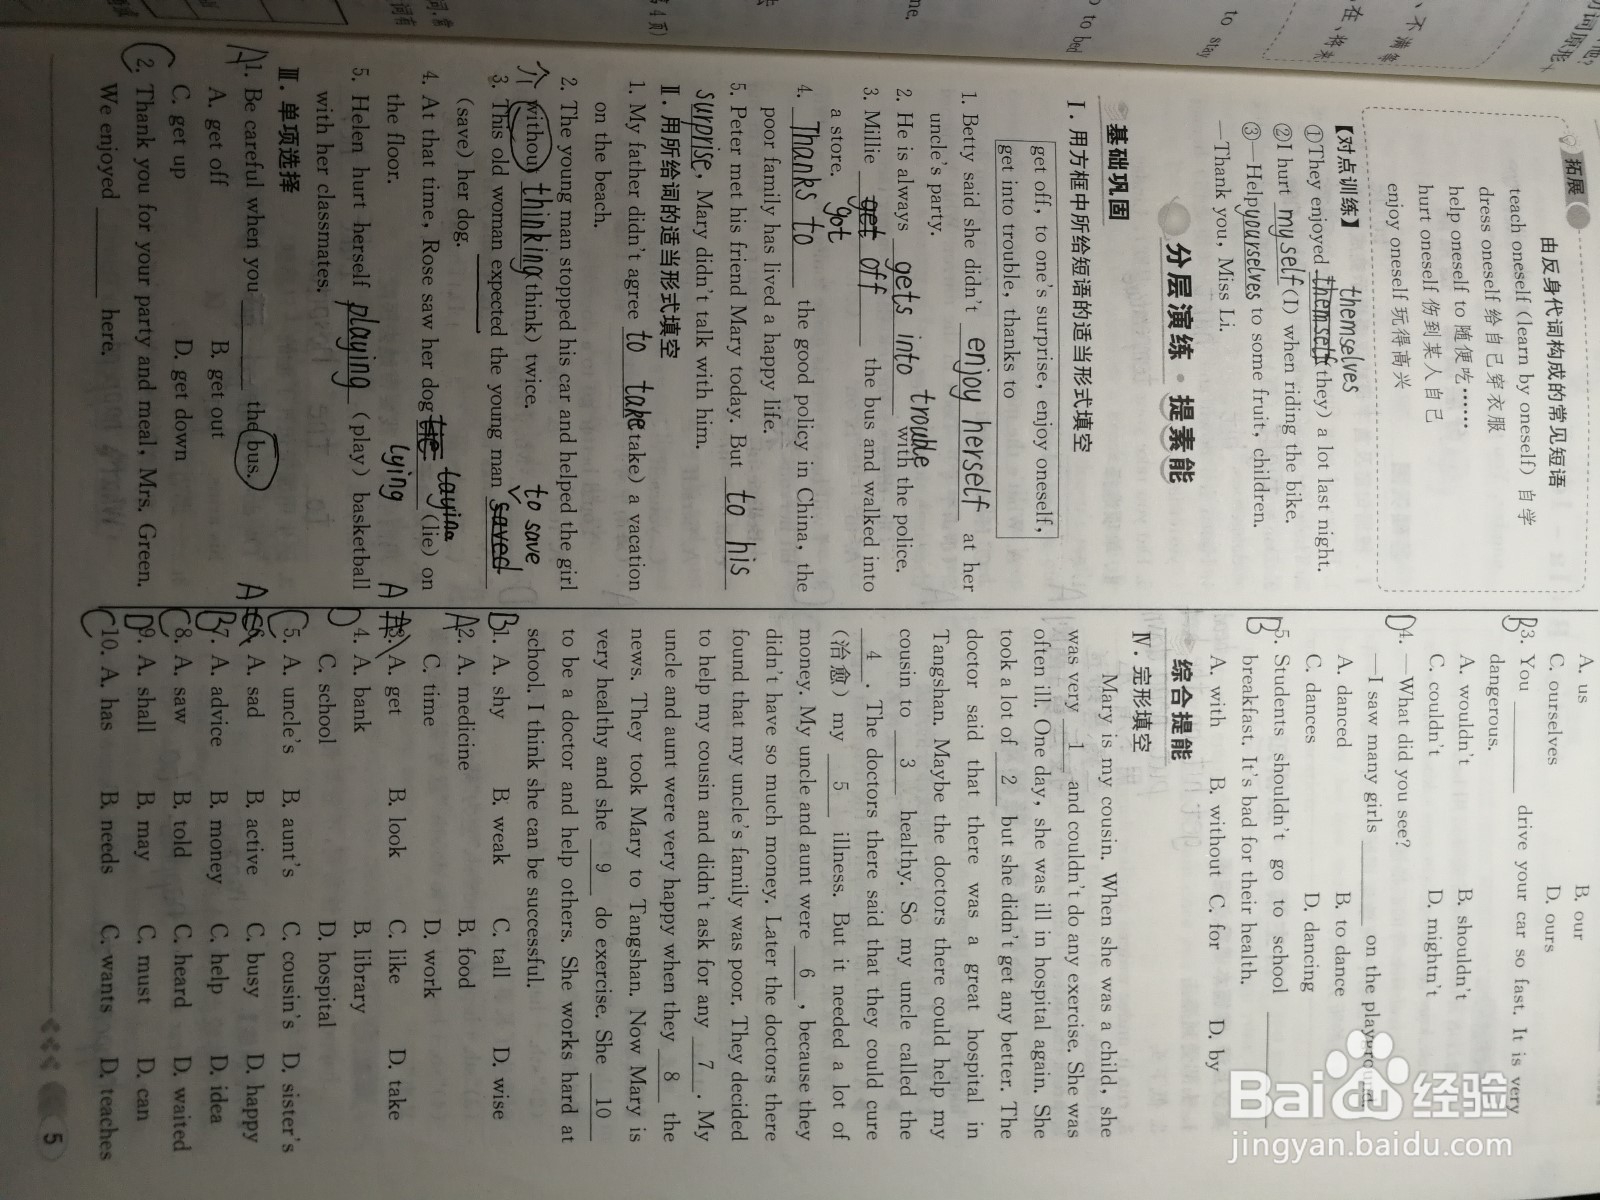 拓展
由反身代词构成的常见短语
teach oneself(learn by oneself) 自学
dress oneself 给自己穿衣服
help oneself to 随便吃……
hurt oneself 伤到某人自己
enjoy oneself 玩得高兴
【对点训练】
themselves
①They enjoyed themself(they) a lot last night.
②I hurt myself(I) when riding the bike.
③—Help yourselves to some fruit, children.
—Thank you, Miss Li.
分层演练·提素能
基础巩固
Ⅰ. 用方框中所给短语的适当形式填空
get off, to one's surprise, enjoy oneself,
get into trouble, thanks to
1. Betty said she didn't enjoy herself at her
uncle's party.
trouble
2. He is always gets into with the police.
3. Millie get off the bus and walked into
got
a store.
4. Thanks to the good policy in China, the
poor family has lived a happy life.
5. Peter met his friend Mary today. But to his
surprise, Mary didn't talk with him.
Ⅱ. 用所给词的适当形式填空
1. My father didn't agree to take(take) a vacation
on the beach.
2. The young man stopped his car and helped the girl
介 without thinking(think) twice.
to save
3. This old woman expected the young man saved
(save) her dog.
4. At that time, Rose saw her dog (lie) on
lying
the floor.
5. Helen hurt herself playing (play) basketball
with her classmates.
Ⅲ. 单项选择
A 1. Be careful when you ______ the bus. A
A. get off B. get out
C. get up D. get down
C 2. Thank you for your party and meal, Mrs. Green.
We enjoyed ______ here.
A. us B. our
C. ourselves D. ours
B 3. You ______ drive your car so fast. It is very
dangerous.
A. wouldn't B. shouldn't
C. couldn't D. mightn't
D 4. —What did you see?
—I saw many girls ______ on the playground.
A. danced B. to dance
C. dances D. dancing
B 5. Students shouldn't go to school ______
breakfast. It's bad for their health.
A. with B. without C. for D. by
综合提能
Ⅳ. 完形填空
Mary is my cousin. When she was a child, she
was very 1 and couldn't do any exercise. She was
often ill. One day, she was ill in hospital again. She
took a lot of 2 but she didn't get any better. The
doctor said that there was a great hospital in
Tangshan. Maybe the doctors there could help my
cousin to 3 healthy. So my uncle called the
4 . The doctors there said that they could cure
(治愈) my 5 illness. But it needed a lot of
money. My uncle and aunt were 6 , because they
didn't have so much money. Later the doctors there
found that my uncle's family was poor. They decided
to help my cousin and didn't ask for any 7 . My
uncle and aunt were very happy when they 8 the
news. They took Mary to Tangshan. Now Mary is
very healthy and she 9 do exercise. She 10
to be a doctor and help others. She works hard at
school. I think she can be successful.
B 1. A. shy B. weak C. tall D. wise
A 2. A. medicine B. food
C. time D. work
A 3. A. get B. look C. like D. take
D 4. A. bank B. library
C. school D. hospital
C 5. A. uncle's B. aunt's C. cousin's D. sister's
A 6. A. sad B. active C. busy D. happy
B 7. A. advice B. money C. help D. idea
C 8. A. saw B. told C. heard D. waited
D 9. A. shall B. may C. must D. can
C 10. A. has B. needs C. wants D. teaches
5
to stay
to bed
Baidu 经验
jingyan.baidu.com